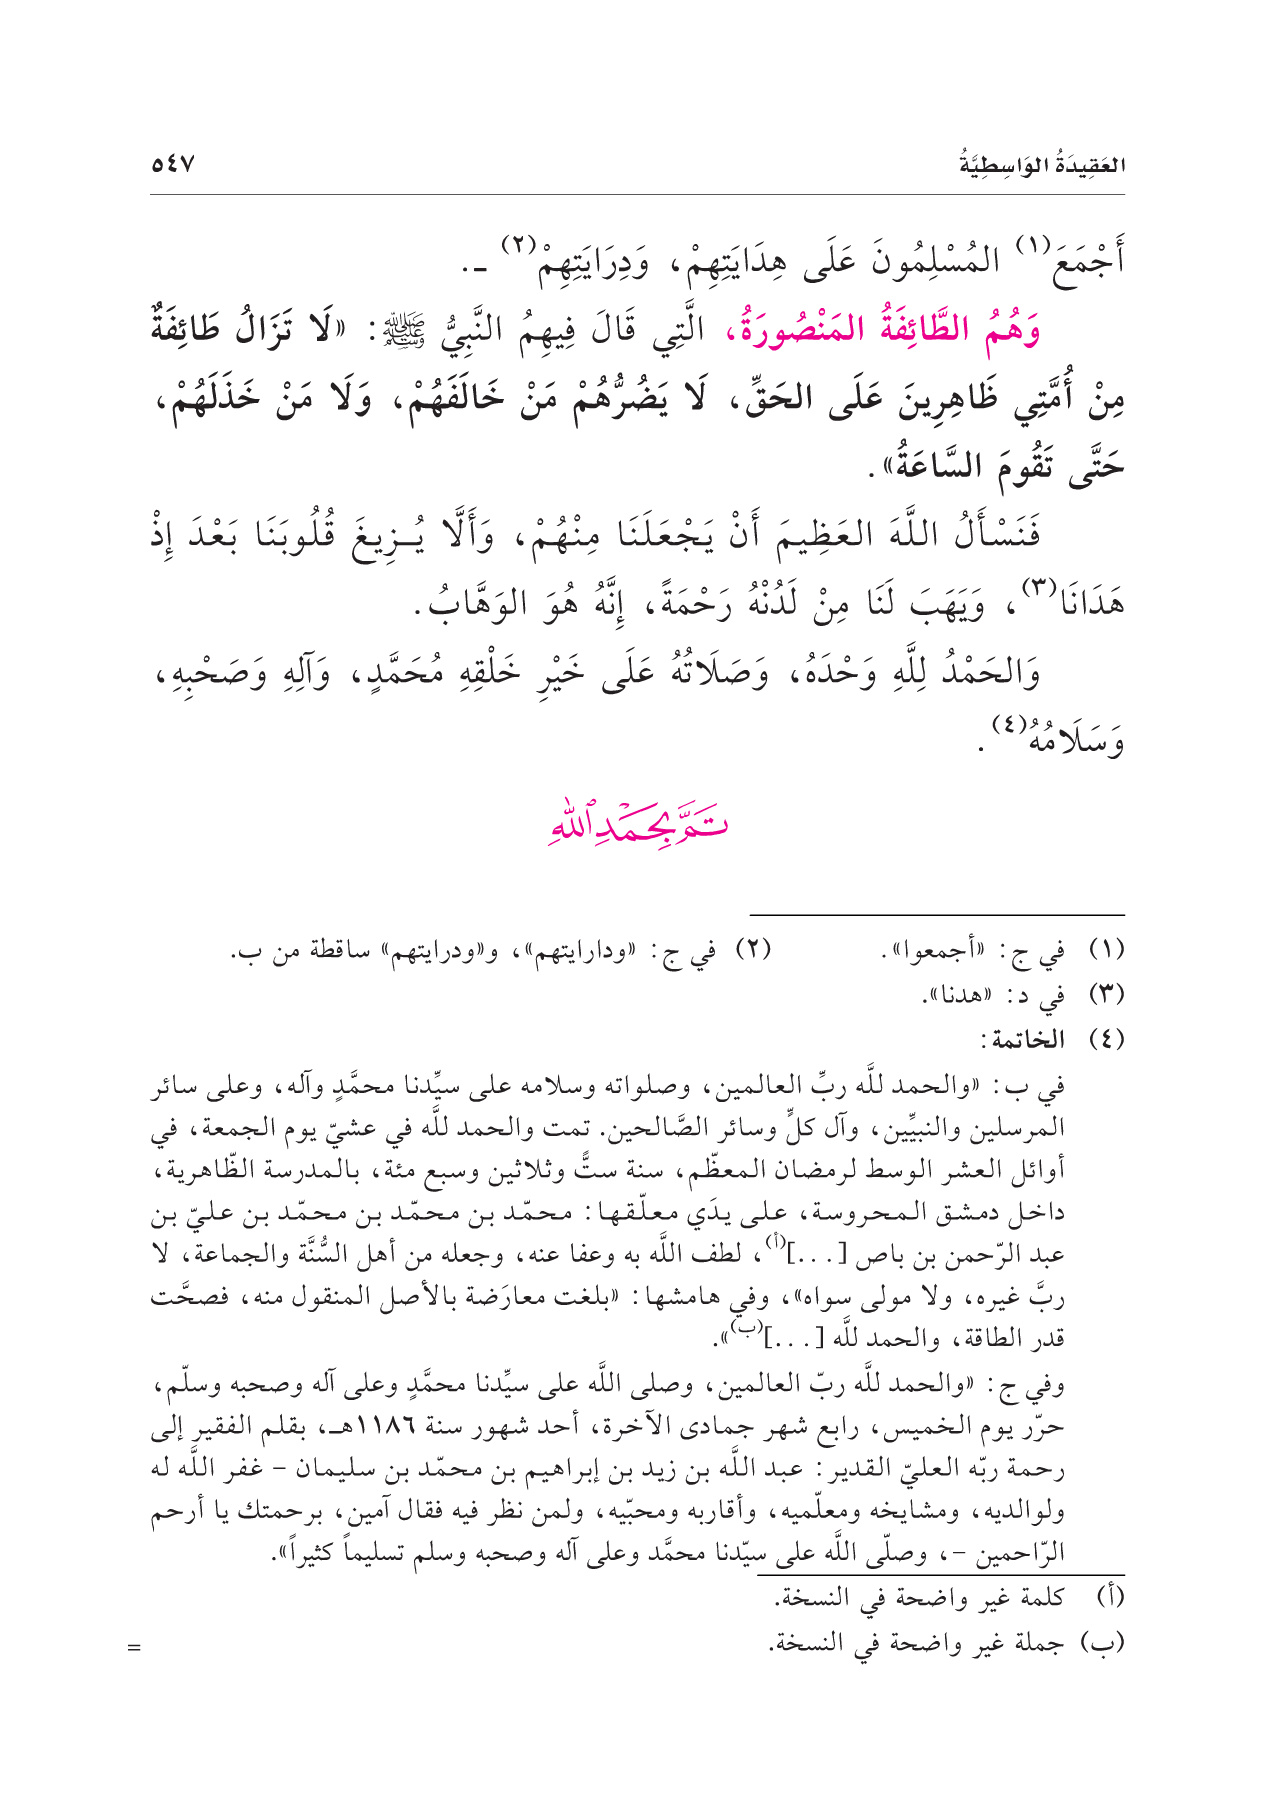 العَقِيدَةُ الوَاسِطِيَّةُ
٥٤٧
أَجْمَعَ(١) المُسْلِمُونَ عَلَى هِدَايَتِهِمْ، وَدِرَايَتِهِمْ(٢) ـ.
وَهُمُ الطَّائِفَةُ المَنْصُورَةُ، الَّتِي قَالَ فِيهِمُ النَّبِيُّ ﷺ: «لَا تَزَالُ طَائِفَةٌ
مِنْ أُمَّتِي ظَاهِرِينَ عَلَى الحَقِّ، لَا يَضُرُّهُمْ مَنْ خَالَفَهُمْ، وَلَا مَنْ خَذَلَهُمْ،
حَتَّى تَقُومَ السَّاعَةُ».
فَنَسْأَلُ اللَّهَ العَظِيمَ أَنْ يَجْعَلَنَا مِنْهُمْ، وَأَلَّا يُزِيغَ قُلُوبَنَا بَعْدَ إِذْ
هَدَانَا(٣)، وَيَهَبَ لَنَا مِنْ لَدُنْهُ رَحْمَةً، إِنَّهُ هُوَ الوَهَّابُ.
وَالحَمْدُ لِلَّهِ وَحْدَهُ، وَصَلَاتُهُ عَلَى خَيْرِ خَلْقِهِ مُحَمَّدٍ، وَآلِهِ وَصَحْبِهِ،
وَسَلَامُهُ(٤).
تَمَّ بِحَمْدِ ٱللَّهِ
(١) في ج: «أجمعوا». (٢) في ج: «ودارايتهم»، و«ودرايتهم» ساقطة من ب.
(٣) في د: «هدنا».
(٤) الخاتمة:
في ب: «والحمد للَّه ربِّ العالمين، وصلواته وسلامه على سيِّدنا محمَّدٍ وآله، وعلى سائر
المرسلين والنبيِّين، وآل كلٍّ وسائر الصَّالحين. تمت والحمد للَّه في عشيّ يوم الجمعة، في
أوائل العشر الوسط لرمضان المعظّم، سنة ستٍّ وثلاثين وسبع مئة، بالمدرسة الظّاهرية،
داخل دمشق المحروسة، على يدَي معلّقها: محمّد بن محمّد بن محمّد بن عليّ بن
عبد الرّحمن بن باص [...](أ)، لطف اللَّه به وعفا عنه، وجعله من أهل السُّنَّة والجماعة، لا
ربَّ غيره، ولا مولى سواه»، وفي هامشها: «بلغت معارَضة بالأصل المنقول منه، فصحَّت
قدر الطاقة، والحمد للَّه [...](ب)».
وفي ج: «والحمد للَّه ربّ العالمين، وصلى اللَّه على سيِّدنا محمَّدٍ وعلى آله وصحبه وسلّم،
حرّر يوم الخميس، رابع شهر جمادى الآخرة، أحد شهور سنة ١١٨٦هـ، بقلم الفقير إلى
رحمة ربّه العليّ القدير: عبد اللَّه بن زيد بن إبراهيم بن محمّد بن سليمان - غفر اللَّه له
ولوالديه، ومشايخه ومعلّميه، وأقاربه ومحبّيه، ولمن نظر فيه فقال آمين، برحمتك يا أرحم
الرّاحمين -، وصلّى اللَّه على سيّدنا محمَّد وعلى آله وصحبه وسلم تسليماً كثيراً».
(أ) كلمة غير واضحة في النسخة.
(ب) جملة غير واضحة في النسخة.
=